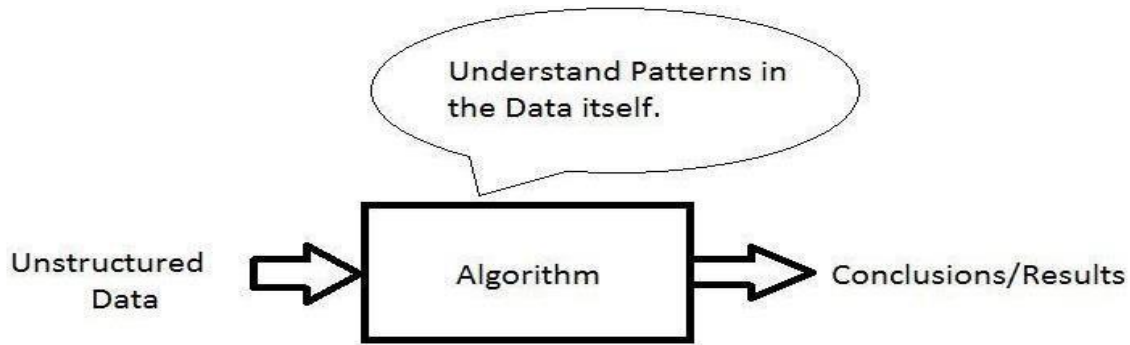 Understand Patterns in
the Data itself.
Unstructured
Data
Algorithm
Conclusions/Results